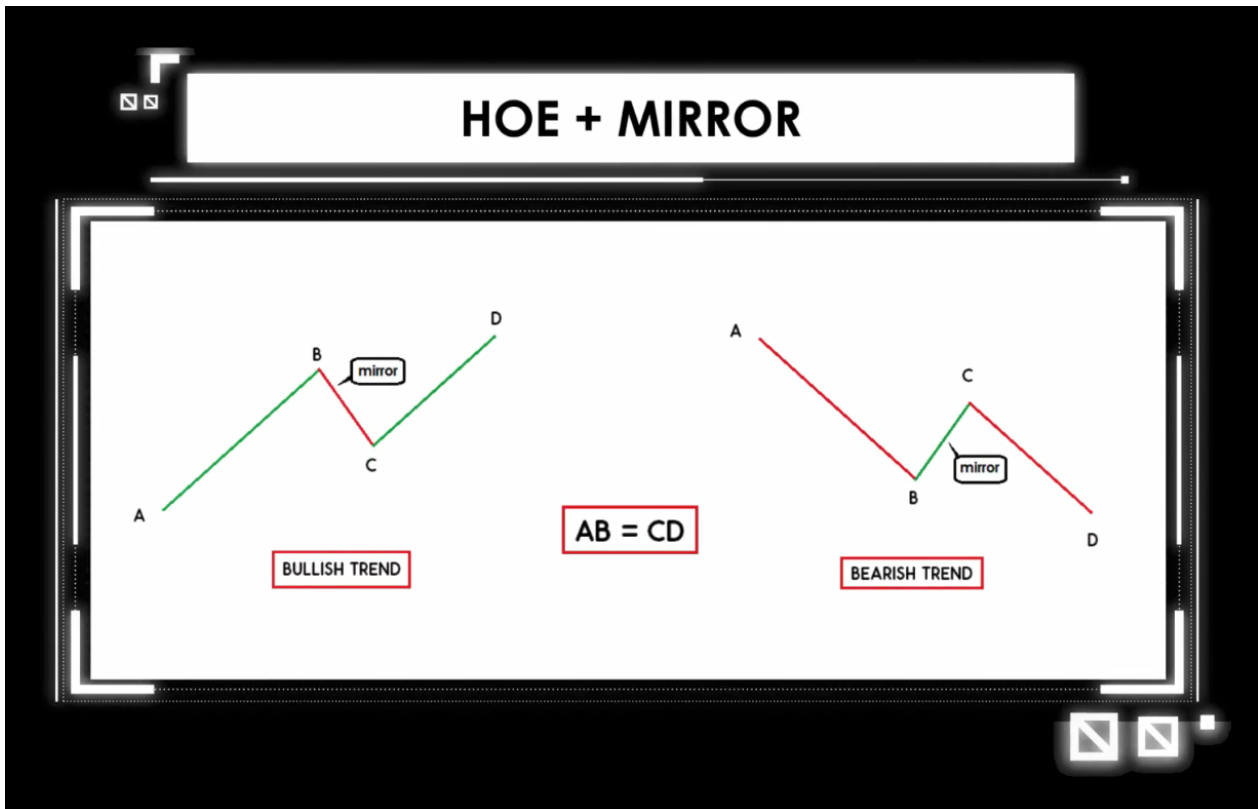 HOE + MIRROR
A
B
mirror
C
D
BULLISH TREND
AB = CD
A
B
mirror
C
D
BEARISH TREND